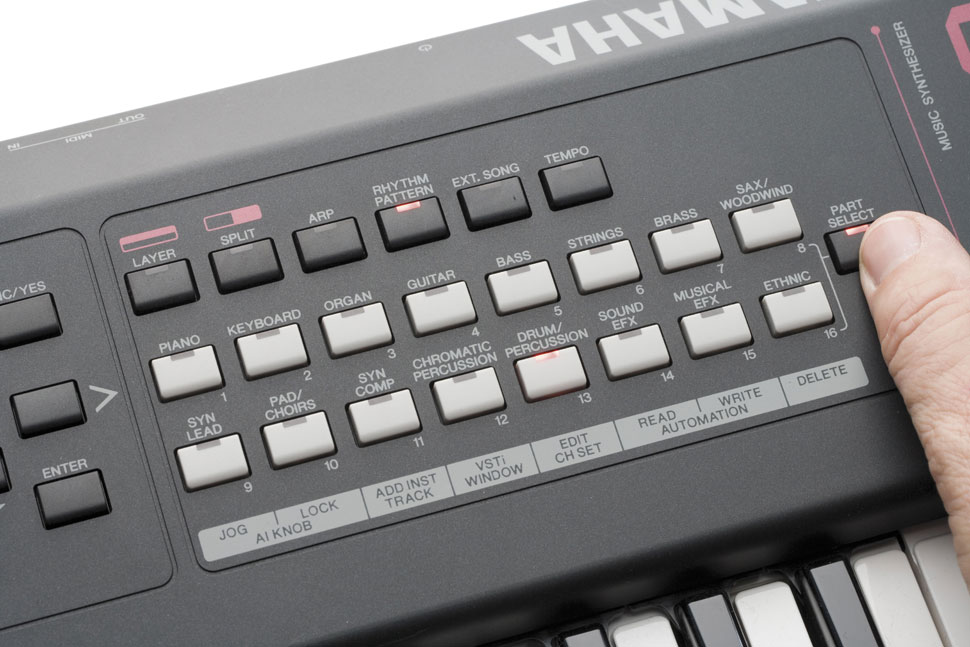 YAMAHA
MUSIC SYNTHESIZER
OUT
MIDI
IN
LAYER
SPLIT
ARP
RHYTHM
PATTERN
EXT. SONG
TEMPO
PART
SELECT
PIANO
1
KEYBOARD
2
ORGAN
3
GUITAR
4
BASS
5
STRINGS
6
BRASS
7
SAX/
WOODWIND
8
SYN
LEAD
9
PAD/
CHOIRS
10
SYN
COMP
11
CHROMATIC
PERCUSSION
12
DRUM/
PERCUSSION
13
SOUND
EFX
14
MUSICAL
EFX
15
ETHNIC
16
/YES
ENTER
JOG
LOCK
AI KNOB
ADD INST
TRACK
VSTi
WINDOW
EDIT
CH SET
READ
WRITE
AUTOMATION
DELETE